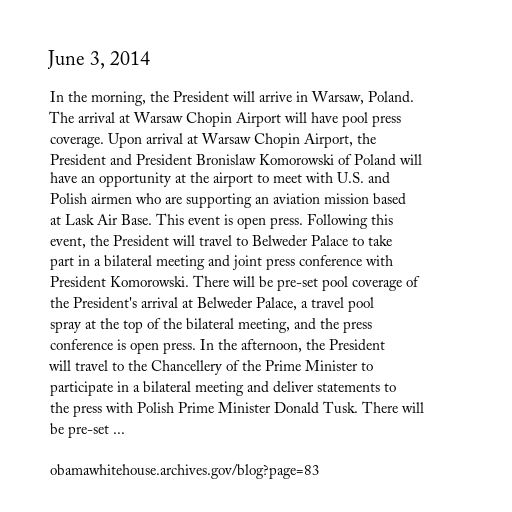 June 3, 2014
In the morning, the President will arrive in Warsaw, Poland.
The arrival at Warsaw Chopin Airport will have pool press
coverage. Upon arrival at Warsaw Chopin Airport, the
President and President Bronislaw Komorowski of Poland will
have an opportunity at the airport to meet with U.S. and
Polish airmen who are supporting an aviation mission based
at Lask Air Base. This event is open press. Following this
event, the President will travel to Belweder Palace to take
part in a bilateral meeting and joint press conference with
President Komorowski. There will be pre-set pool coverage of
the President's arrival at Belweder Palace, a travel pool
spray at the top of the bilateral meeting, and the press
conference is open press. In the afternoon, the President
will travel to the Chancellery of the Prime Minister to
participate in a bilateral meeting and deliver statements to
the press with Polish Prime Minister Donald Tusk. There will
be pre-set ...
obamawhitehouse.archives.gov/blog?page=83